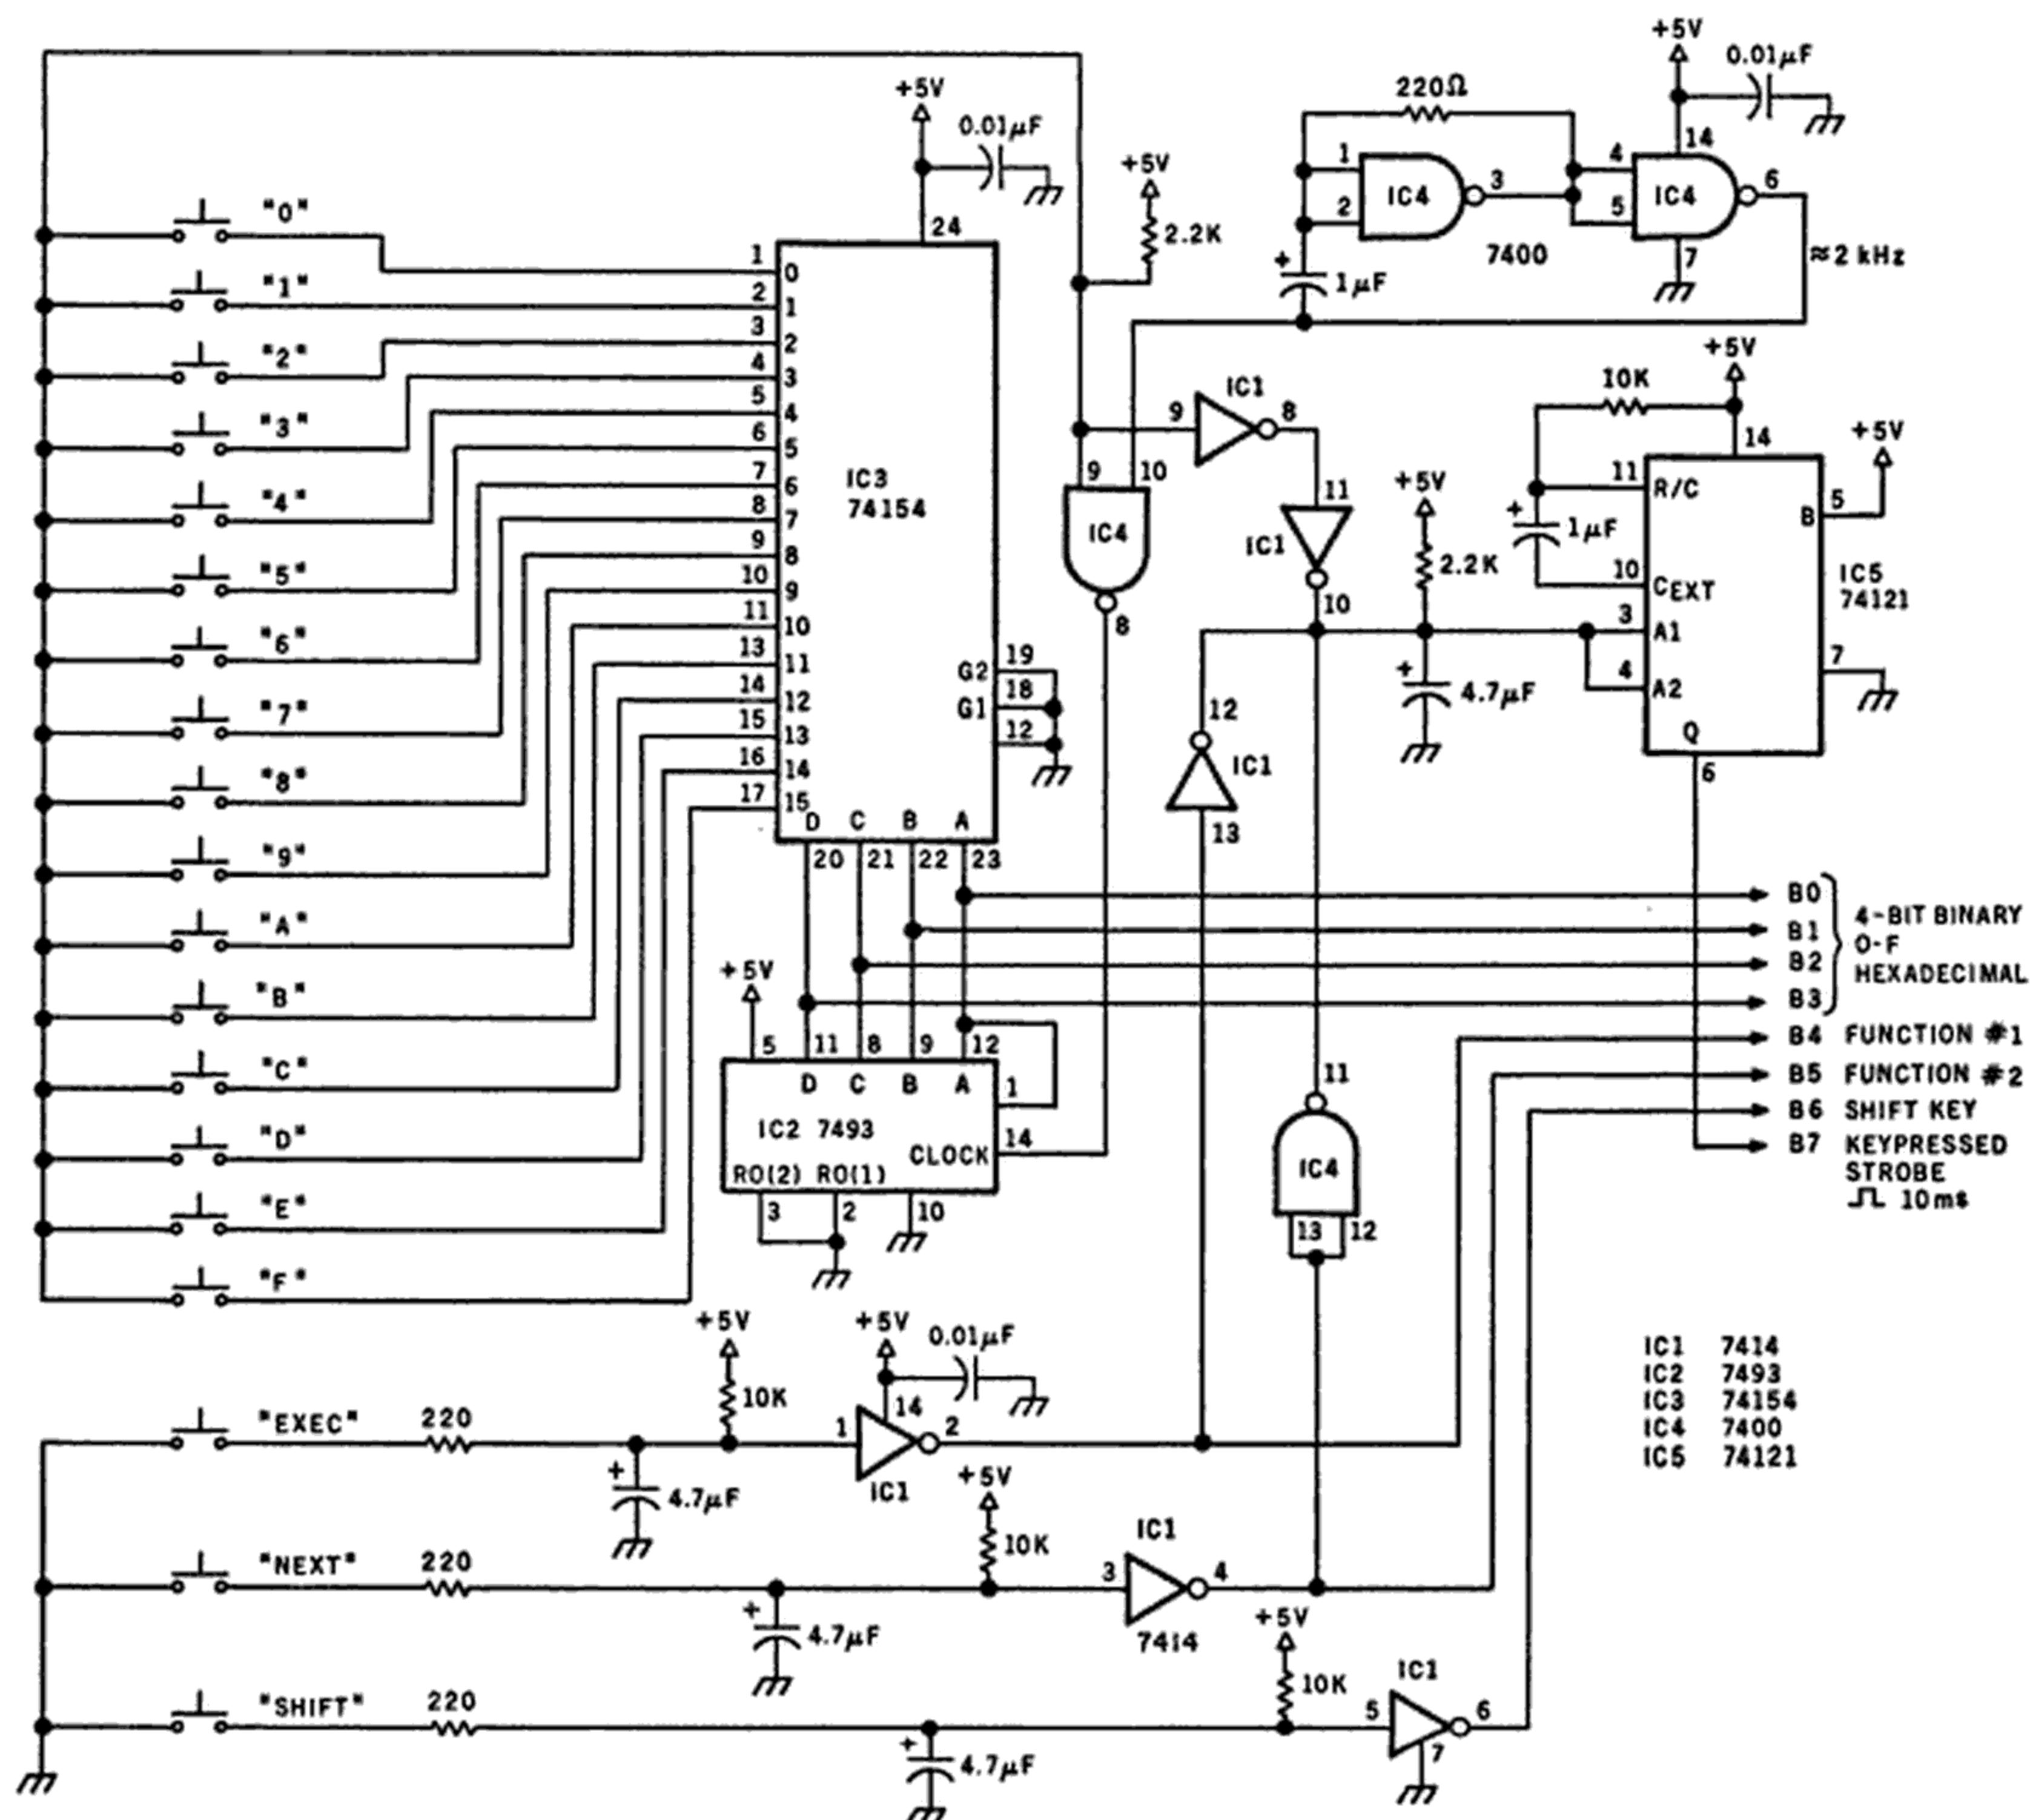 +5V
0.01µF
220Ω
+5V
0.01µF
+5V
2.2K
24
14
1
2
IC4
3
7400
4
5
IC4
6
7
≈2 kHz
+
1µF
"0"
"1"
"2"
"3"
"4"
"5"
"6"
"7"
"8"
"9"
"A"
"B"
"C"
"D"
"E"
"F"
1 0
2 1
3 2
4 3
5 4
6 5
7 6
8 7
9 8
10 9
11 10
13 11
14 12
15 13
16 14
17 15
IC3
74154
G2 19
G1 18
12
D C B A
20 21 22 23
9 10
IC4
8
9 IC1 8
11
IC1
10
+5V
2.2K
+
4.7µF
12
IC1
13
+5V
10K
14
+5V
11 R/C
+
1µF
10 CEXT
3 A1
4 A2
B 5
IC5
74121
7
Q
6
B0
B1
B2
B3
4-BIT BINARY
0-F
HEXADECIMAL
B4 FUNCTION #1
B5 FUNCTION #2
B6 SHIFT KEY
B7 KEYPRESSED
STROBE
10ms
+5V
5 11 8 9 12
D C B A
1
IC2 7493
14
CLOCK
RO(2) RO(1)
3 2 10
11
IC4
13 12
IC1 7414
IC2 7493
IC3 74154
IC4 7400
IC5 74121
"EXEC" 220
+
4.7µF
+5V
10K
+5V
0.01µF
14
1 2
IC1
"NEXT" 220
+
4.7µF
+5V
10K
IC1
3 4
7414
"SHIFT" 220
+
4.7µF
+5V
10K
IC1
5 6
7